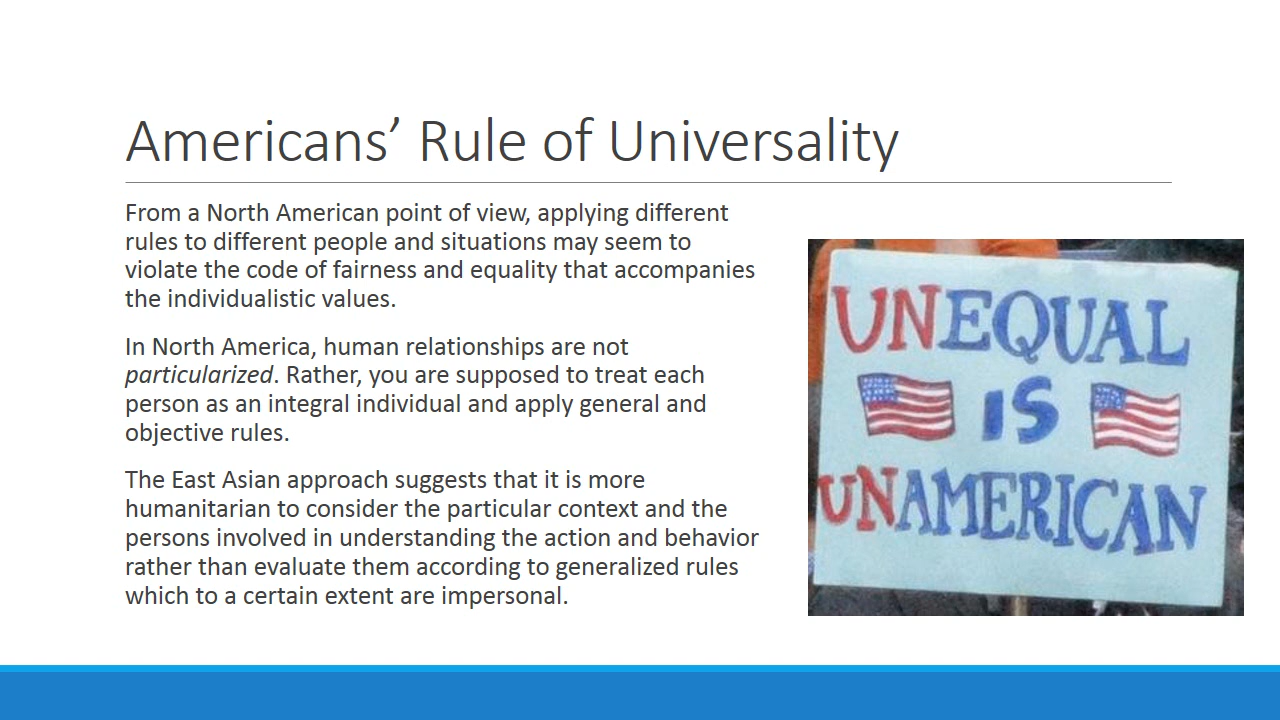 Americans’ Rule of Universality
From a North American point of view, applying different
rules to different people and situations may seem to
violate the code of fairness and equality that accompanies
the individualistic values.
In North America, human relationships are not
particularized. Rather, you are supposed to treat each
person as an integral individual and apply general and
objective rules.
The East Asian approach suggests that it is more
humanitarian to consider the particular context and the
persons involved in understanding the action and behavior
rather than evaluate them according to generalized rules
which to a certain extent are impersonal.
UNEQUAL
IS
UNAMERICAN